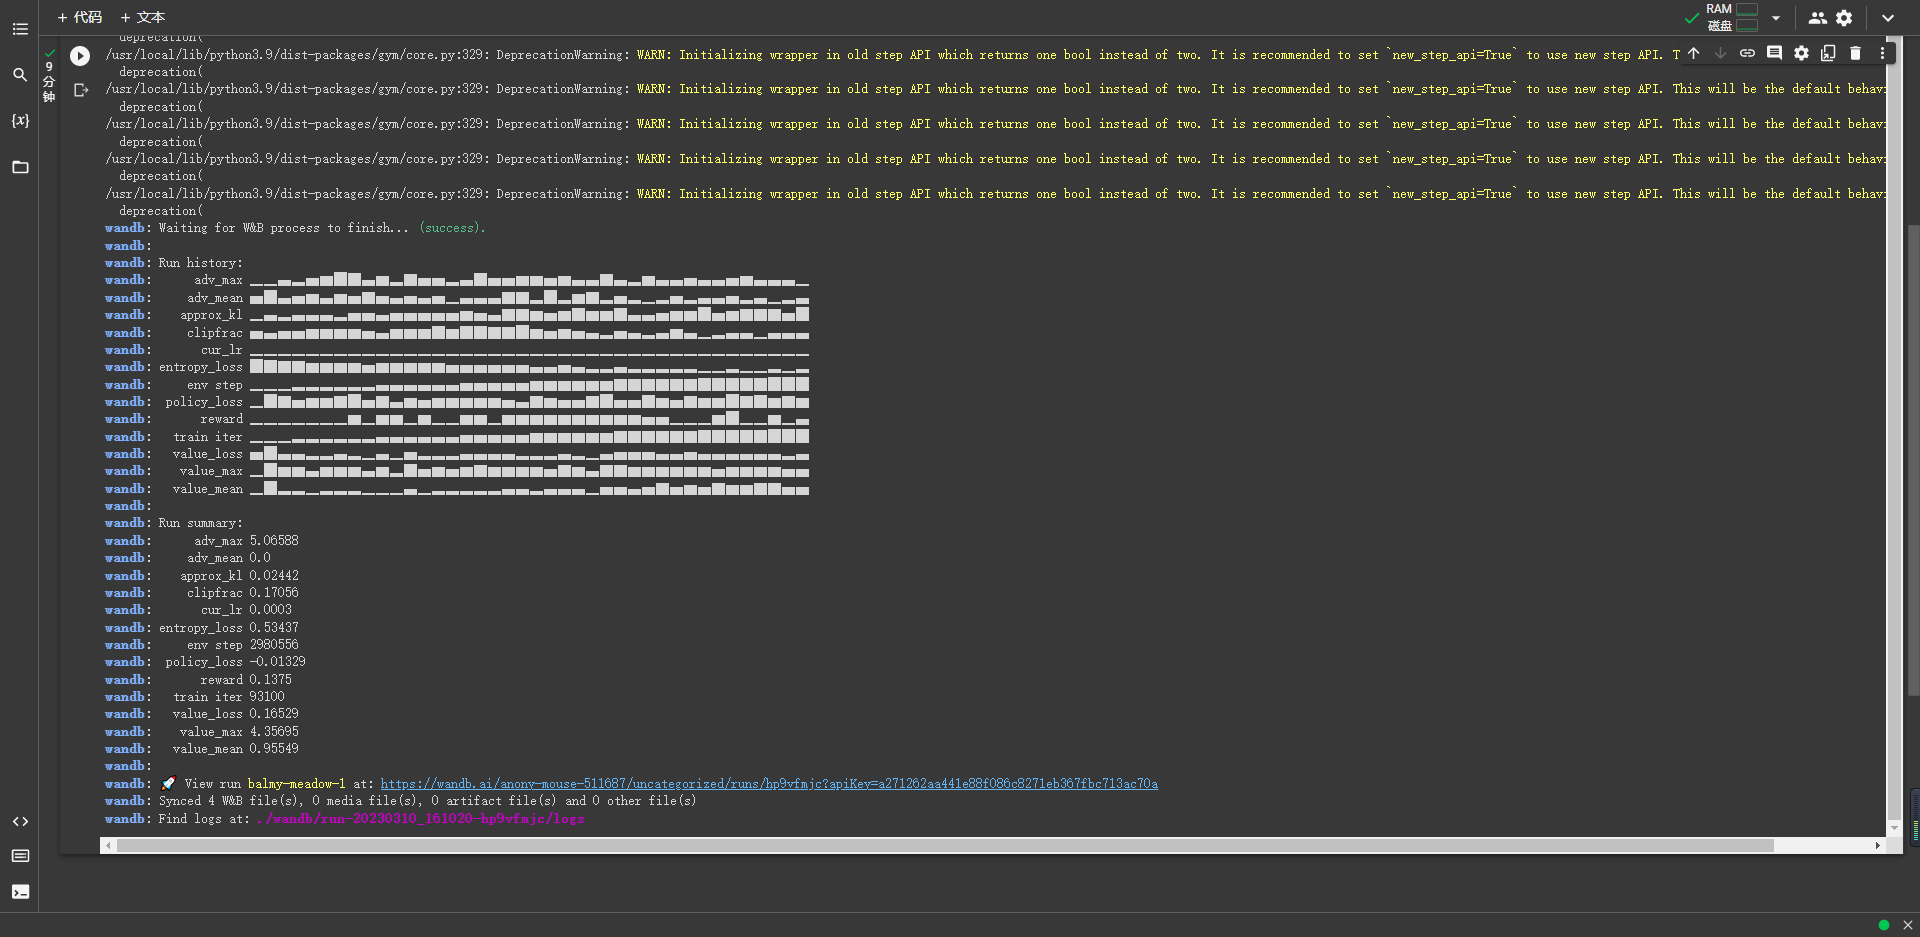 + 代码 + 文本
RAM
磁盘
9
分
钟
{x}
deprecation(
/usr/local/lib/python3.9/dist-packages/gym/core.py:329: DeprecationWarning: WARN: Initializing wrapper in old step API which returns one bool instead of two. It is recommended to set `new_step_api=True` to use new step API. T
deprecation(
/usr/local/lib/python3.9/dist-packages/gym/core.py:329: DeprecationWarning: WARN: Initializing wrapper in old step API which returns one bool instead of two. It is recommended to set `new_step_api=True` to use new step API. This will be the default behavi
deprecation(
/usr/local/lib/python3.9/dist-packages/gym/core.py:329: DeprecationWarning: WARN: Initializing wrapper in old step API which returns one bool instead of two. It is recommended to set `new_step_api=True` to use new step API. This will be the default behavi
deprecation(
/usr/local/lib/python3.9/dist-packages/gym/core.py:329: DeprecationWarning: WARN: Initializing wrapper in old step API which returns one bool instead of two. It is recommended to set `new_step_api=True` to use new step API. This will be the default behavi
deprecation(
/usr/local/lib/python3.9/dist-packages/gym/core.py:329: DeprecationWarning: WARN: Initializing wrapper in old step API which returns one bool instead of two. It is recommended to set `new_step_api=True` to use new step API. This will be the default behavi
deprecation(
wandb: Waiting for W&B process to finish... (success).
wandb:
wandb: Run history:
wandb: adv_max
wandb: adv_mean
wandb: approx_kl
wandb: clipfrac
wandb: cur_lr
wandb: entropy_loss
wandb: env step
wandb: policy_loss
wandb: reward
wandb: train iter
wandb: value_loss
wandb: value_max
wandb: value_mean
wandb:
wandb: Run summary:
wandb: adv_max 5.06588
wandb: adv_mean 0.0
wandb: approx_kl 0.02442
wandb: clipfrac 0.17056
wandb: cur_lr 0.0003
wandb: entropy_loss 0.53437
wandb: env step 2980556
wandb: policy_loss -0.01329
wandb: reward 0.1375
wandb: train iter 93100
wandb: value_loss 0.16529
wandb: value_max 4.35695
wandb: value_mean 0.95549
wandb:
wandb: 🚀 View run balmy-meadow-1 at: https://wandb.ai/anony-mouse-511687/uncategorized/runs/hp9vfmjc?apiKey=a271262aa441e88f086c8271eb367fbc713ac70a
wandb: Synced 4 W&B file(s), 0 media file(s), 0 artifact file(s) and 0 other file(s)
wandb: Find logs at: ./wandb/run-20230310_161020-hp9vfmjc/logs